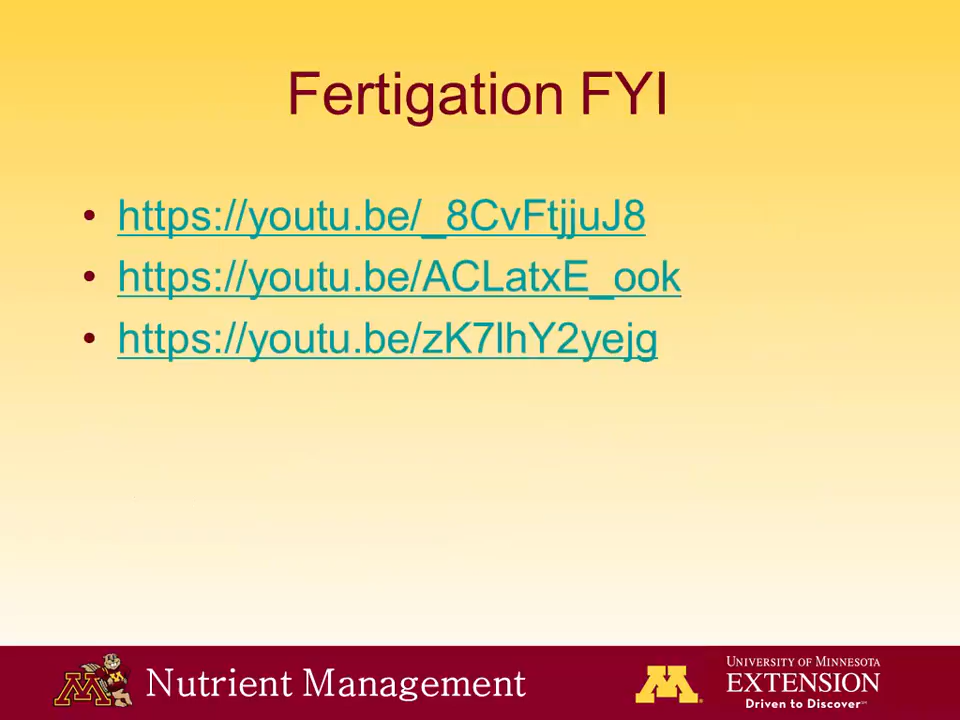 Fertigation FYI
• https://youtu.be/_8CvFtjjuJ8
• https://youtu.be/ACLatxE_ook
• https://youtu.be/zK7lhY2yejg
Nutrient Management
UNIVERSITY OF MINNESOTA
EXTENSION
Driven to Discover℠